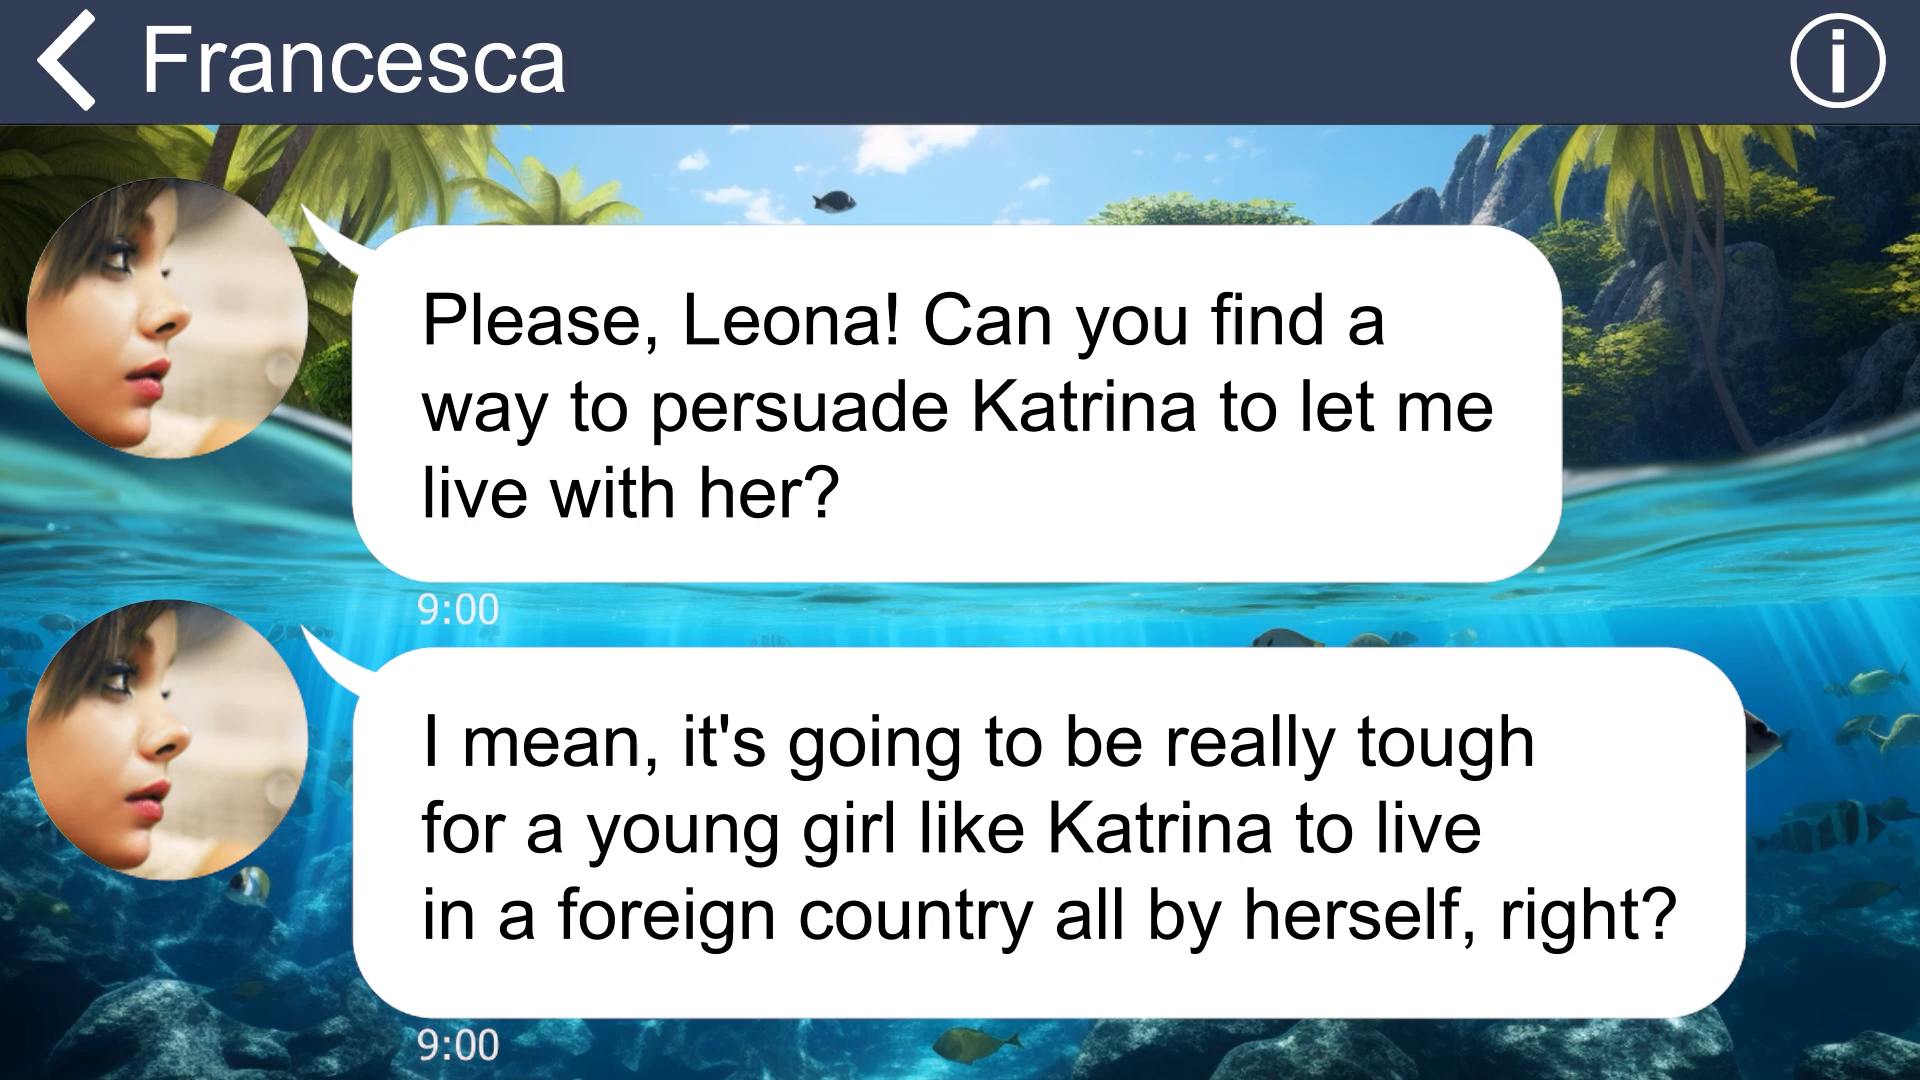 Francesca
Please, Leona! Can you find a
way to persuade Katrina to let me
live with her?
9:00
I mean, it's going to be really tough
for a young girl like Katrina to live
in a foreign country all by herself, right?
9:00